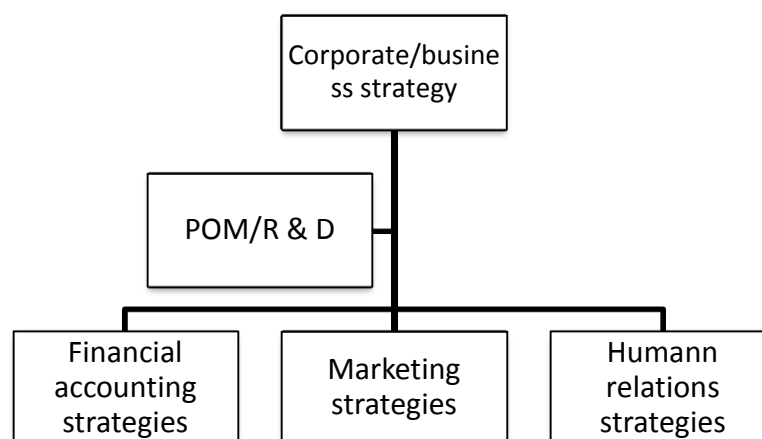 Corporate/busine
ss strategy
POM/R & D
Financial
accounting
strategies
Marketing
strategies
Humann
relations
strategies